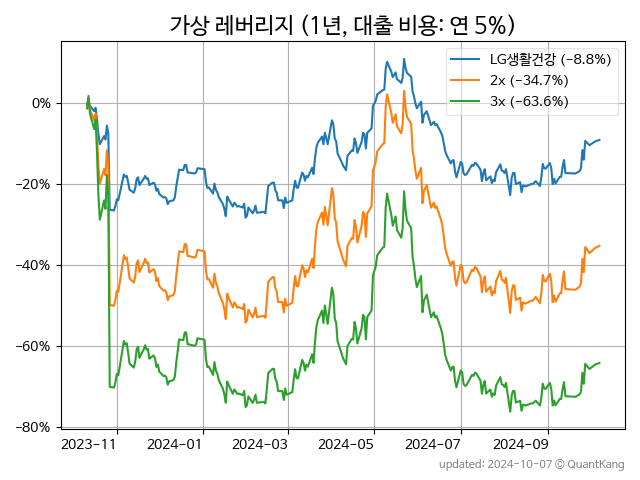 가상 레버리지 (1년, 대출 비용: 연 5%)
LG생활건강 (−8.8%)
2x (−34.7%)
3x (−63.6%)
0%
−20%
−40%
−60%
−80%
2023-11 2024-01 2024-03 2024-05 2024-07 2024-09
updated: 2024-10-07 © QuantKang